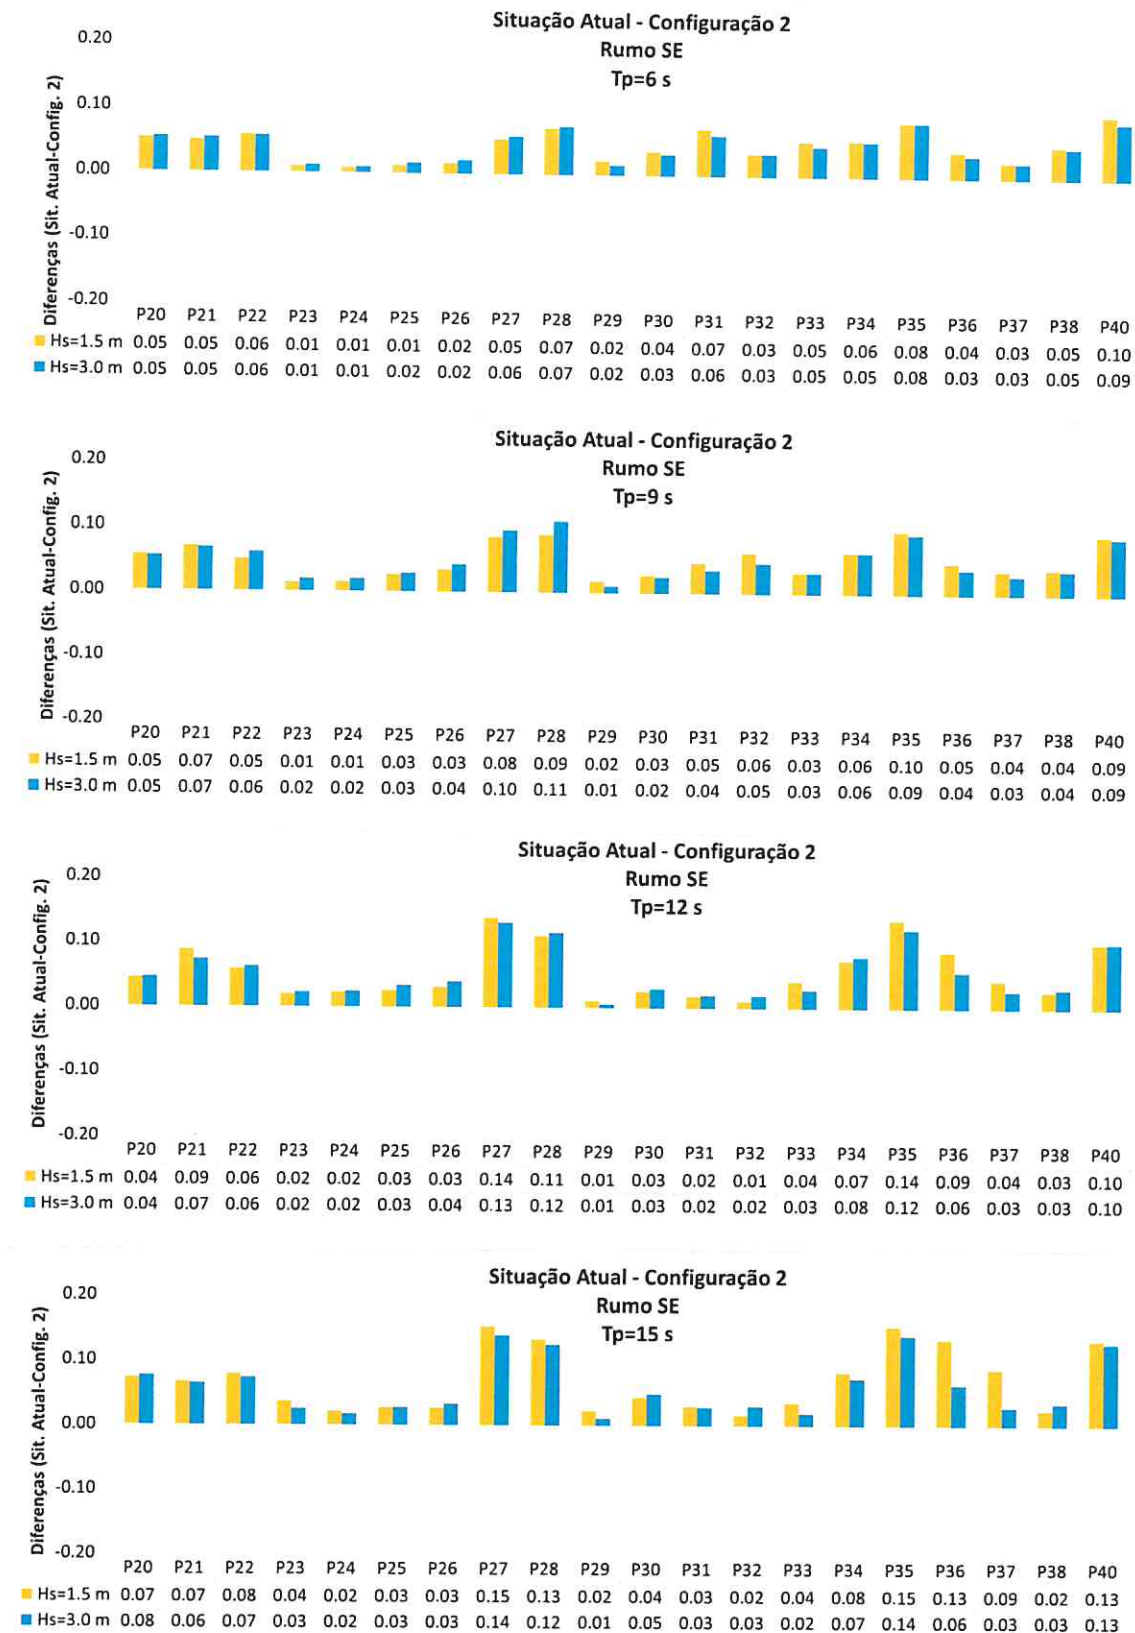 Situação Atual - Configuração 2
Rumo SE
Tp=6 s
0.20
0.10
0.00
-0.10
-0.20
Diferenças (Sit. Atual-Config. 2)
P20 P21 P22 P23 P24 P25 P26 P27 P28 P29 P30 P31 P32 P33 P34 P35 P36 P37 P38 P40
Hs=1.5 m 0.05 0.05 0.06 0.01 0.01 0.01 0.02 0.05 0.07 0.02 0.04 0.07 0.03 0.05 0.06 0.08 0.04 0.03 0.05 0.10
Hs=3.0 m 0.05 0.05 0.06 0.01 0.01 0.02 0.02 0.06 0.07 0.02 0.03 0.06 0.03 0.05 0.05 0.08 0.03 0.03 0.05 0.09
Situação Atual - Configuração 2
Rumo SE
Tp=9 s
0.20
0.10
0.00
-0.10
-0.20
Diferenças (Sit. Atual-Config. 2)
P20 P21 P22 P23 P24 P25 P26 P27 P28 P29 P30 P31 P32 P33 P34 P35 P36 P37 P38 P40
Hs=1.5 m 0.05 0.07 0.05 0.01 0.01 0.03 0.03 0.08 0.09 0.02 0.03 0.05 0.06 0.03 0.06 0.10 0.05 0.04 0.04 0.09
Hs=3.0 m 0.05 0.07 0.06 0.02 0.02 0.03 0.04 0.10 0.11 0.01 0.02 0.04 0.05 0.03 0.06 0.09 0.04 0.03 0.04 0.09
Situação Atual - Configuração 2
Rumo SE
Tp=12 s
0.20
0.10
0.00
-0.10
-0.20
Diferenças (Sit. Atual-Config. 2)
P20 P21 P22 P23 P24 P25 P26 P27 P28 P29 P30 P31 P32 P33 P34 P35 P36 P37 P38 P40
Hs=1.5 m 0.04 0.09 0.06 0.02 0.02 0.03 0.03 0.14 0.11 0.01 0.03 0.02 0.01 0.04 0.07 0.14 0.09 0.04 0.03 0.10
Hs=3.0 m 0.04 0.07 0.06 0.02 0.02 0.03 0.04 0.13 0.12 0.01 0.03 0.02 0.02 0.03 0.08 0.12 0.06 0.03 0.03 0.10
Situação Atual - Configuração 2
Rumo SE
Tp=15 s
0.20
0.10
0.00
-0.10
-0.20
Diferenças (Sit. Atual-Config. 2)
P20 P21 P22 P23 P24 P25 P26 P27 P28 P29 P30 P31 P32 P33 P34 P35 P36 P37 P38 P40
Hs=1.5 m 0.07 0.07 0.08 0.04 0.02 0.03 0.03 0.15 0.13 0.02 0.04 0.03 0.02 0.04 0.08 0.15 0.13 0.09 0.02 0.13
Hs=3.0 m 0.08 0.06 0.07 0.03 0.02 0.03 0.03 0.14 0.12 0.01 0.05 0.03 0.03 0.02 0.07 0.14 0.06 0.03 0.03 0.13